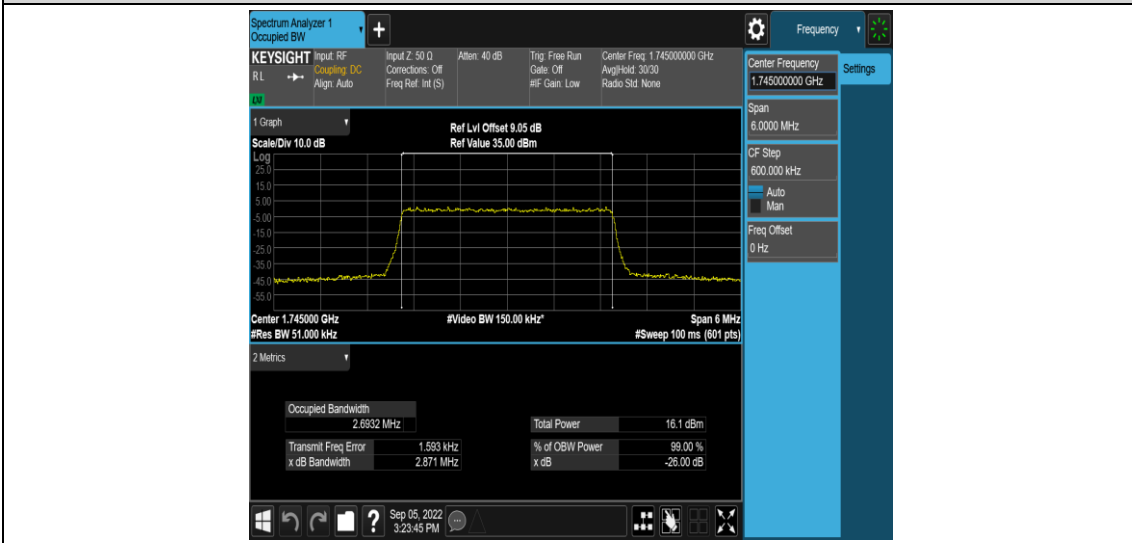 Spectrum Analyzer 1
Occupied BW
+
Frequency
KEYSIGHT
R L
LXI
Input: RF
Coupling: DC
Align: Auto
Input Z: 50 Ω
Corrections: Off
Freq Ref: Int (S)
Atten: 40 dB
Trig: Free Run
Gate: Off
#IF Gain: Low
Center Freq: 1.745000000 GHz
Avg|Hold: 30/30
Radio Std: None
Center Frequency
1.745000000 GHz
Settings
Span
6.0000 MHz
CF Step
600.000 kHz
Auto
Man
Freq Offset
0 Hz
1 Graph
Scale/Div 10.0 dB
Ref Lvl Offset 9.05 dB
Ref Value 35.00 dBm
Log
25.0
15.0
5.00
-5.00
-15.0
-25.0
-35.0
-45.0
-55.0
Center 1.745000 GHz
#Video BW 150.00 kHz*
Span 6 MHz
#Res BW 51.000 kHz
#Sweep 100 ms (601 pts)
2 Metrics
Occupied Bandwidth
2.6932 MHz
Total Power 16.1 dBm
Transmit Freq Error 1.593 kHz
% of OBW Power 99.00 %
x dB Bandwidth 2.871 MHz
x dB -26.00 dB
?
Sep 05, 2022
3:23:45 PM